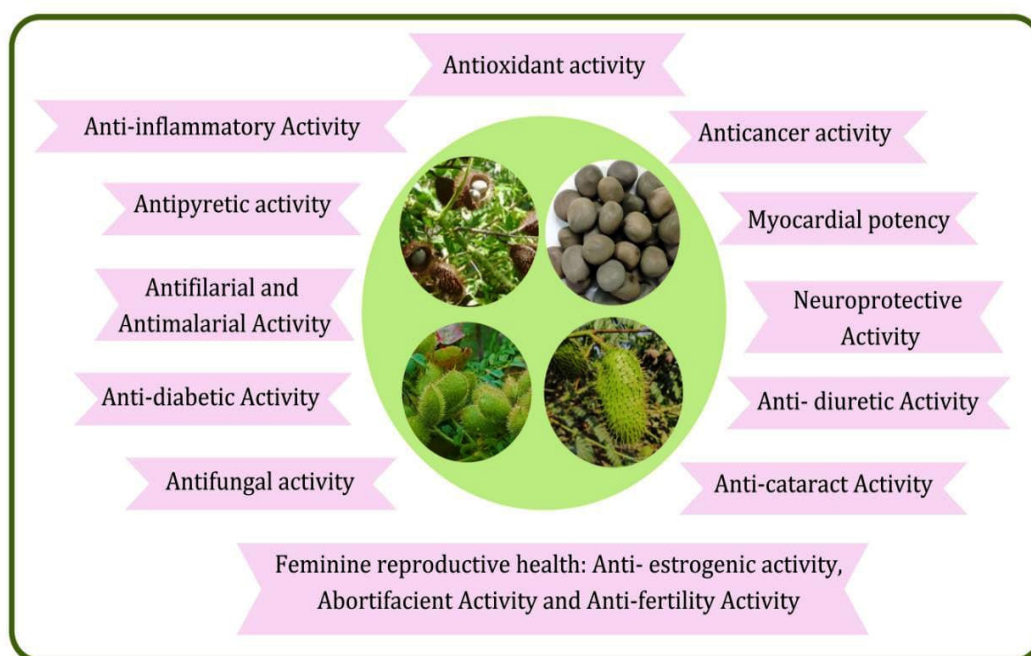 Antioxidant activity
Anti-inflammatory Activity
Anticancer activity
Antipyretic activity
Myocardial potency
Antifilarial and
Antimalarial Activity
Neuroprotective
Activity
Anti-diabetic Activity
Anti- diuretic Activity
Antifungal activity
Anti-cataract Activity
Feminine reproductive health: Anti- estrogenic activity,
Abortifacient Activity and Anti-fertility Activity